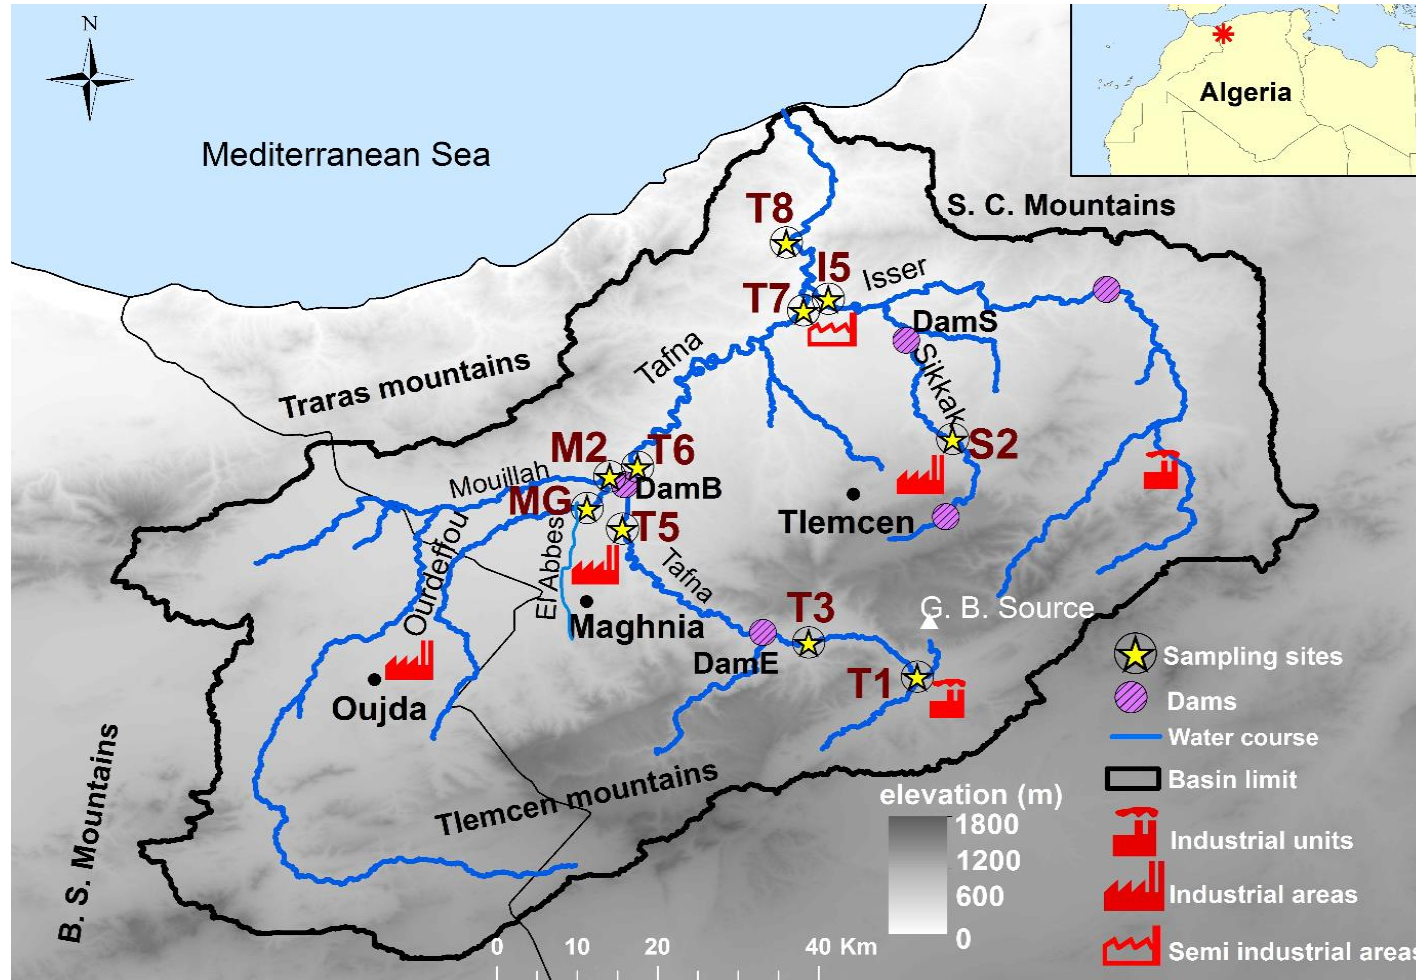 N
Algeria
Mediterranean Sea
S. C. Mountains
T8
I5
Isser
T7
DamS
Tafna
Sikkak
Traras mountains
M2
T6
S2
Mouillah
DamB
MG
Tlemcen
T5
Ourdeffou
El Abbes
Tafna
T3
G. B. Source
Maghnia
Sampling sites
DamE
T1
Dams
Oujda
Water course
B. S. Mountains
Tlemcen mountains
Basin limit
elevation (m)
1800
1200
600
0
Industrial units
Industrial areas
Semi industrial areas
0 10 20 40 Km